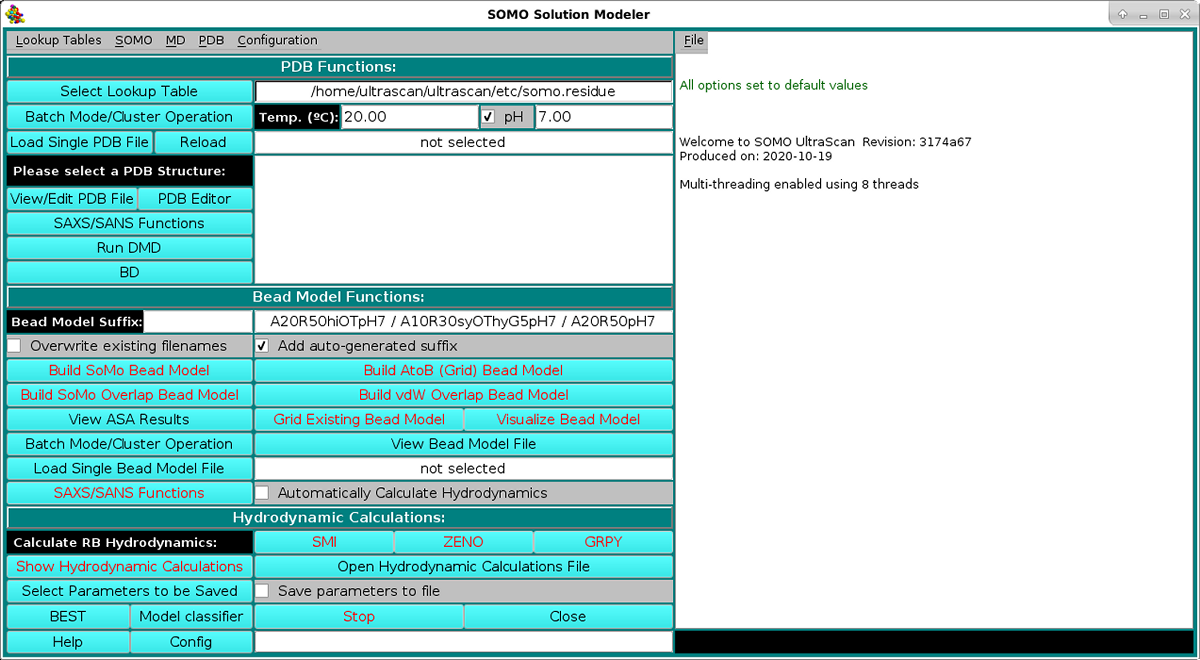 SOMO Solution Modeler
Lookup Tables SOMO MD PDB Configuration
File
PDB Functions:
Select Lookup Table /home/ultrascan/ultrascan/etc/somo.residue
Batch Mode/Cluster Operation Temp. (ºC): 20.00 pH 7.00
Load Single PDB File Reload not selected
Please select a PDB Structure:
View/Edit PDB File PDB Editor
SAXS/SANS Functions
Run DMD
BD
Bead Model Functions:
Bead Model Suffix: A20R50hiOTpH7 / A10R30syOThyG5pH7 / A20R50pH7
Overwrite existing filenames Add auto-generated suffix
Build SoMo Bead Model Build AtoB (Grid) Bead Model
Build SoMo Overlap Bead Model Build vdW Overlap Bead Model
View ASA Results Grid Existing Bead Model Visualize Bead Model
Batch Mode/Cluster Operation View Bead Model File
Load Single Bead Model File not selected
SAXS/SANS Functions Automatically Calculate Hydrodynamics
Hydrodynamic Calculations:
Calculate RB Hydrodynamics: SMI ZENO GRPY
Show Hydrodynamic Calculations Open Hydrodynamic Calculations File
Select Parameters to be Saved Save parameters to file
BEST Model classifier Stop Close
Help Config
All options set to default values
Welcome to SOMO UltraScan Revision: 3174a67
Produced on: 2020-10-19
Multi-threading enabled using 8 threads